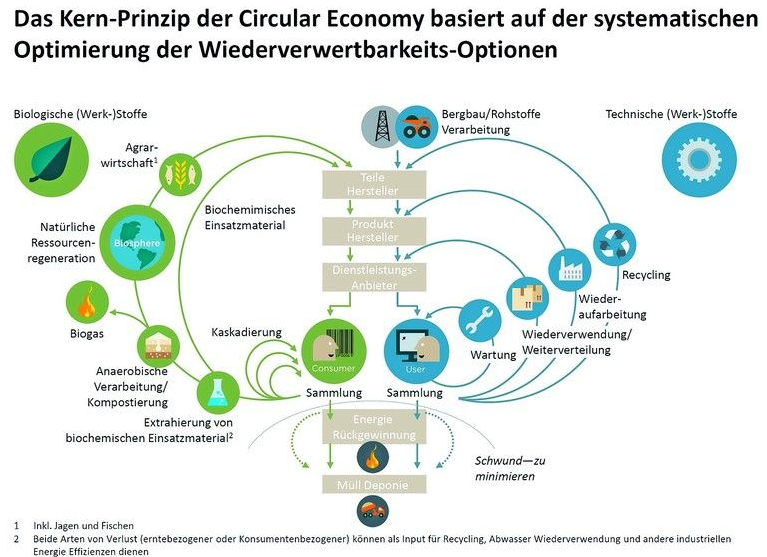 Das Kern-Prinzip der Circular Economy basiert auf der systematischen
Optimierung der Wiederverwertbarkeits-Optionen
Biologische (Werk-)Stoffe
Bergbau/Rohstoffe
Verarbeitung
Technische (Werk-)Stoffe
Agrar-
wirtschaft1
Teile
Hersteller
Biochemimisches
Einsatzmaterial
Natürliche
Ressourcen-
regeneration
Biosphere
Produkt
Hersteller
Dienstleistungs-
Anbieter
Recycling
Wieder-
aufarbeitung
Biogas
Kaskadierung
Wiederverwendung/
Weiterverteilung
Wartung
Consumer
User
Anaerobische
Verarbeitung/
Kompostierung
Sammlung
Sammlung
Extrahierung von
biochemischen Einsatzmaterial2
Energie
Rückgewinnung
Schwund—zu
minimieren
Müll Deponie
1 Inkl. Jagen und Fischen
2 Beide Arten von Verlust (erntebezogener oder Konsumentenbezogener) können als Input für Recycling, Abwasser Wiederverwendung und andere industriellen
Energie Effizienzen dienen